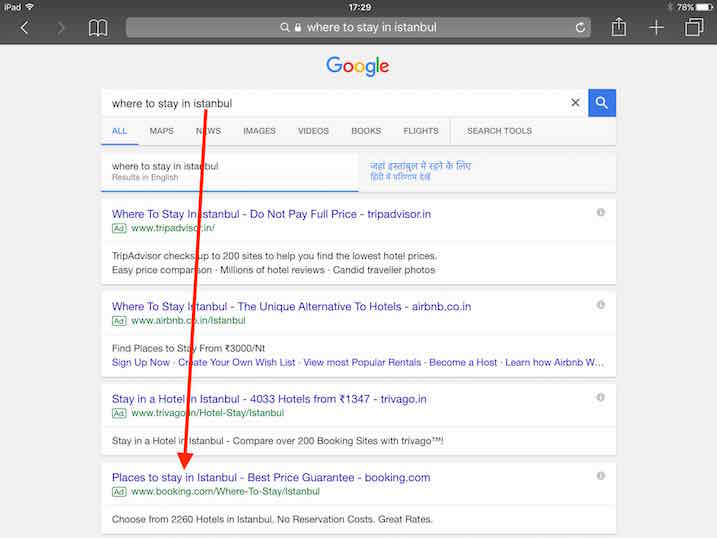 iPad 17:29 78%
where to stay in istanbul
Google
where to stay in istanbul
ALL MAPS NEWS IMAGES VIDEOS BOOKS FLIGHTS SEARCH TOOLS
where to stay in istanbul
Results in English
जहां इस्तांबुल में रहने के लिए
हिंदी में परिणाम देखें
Where To Stay In Istanbul - Do Not Pay Full Price - tripadvisor.in
Ad www.tripadvisor.in/
TripAdvisor checks up to 200 sites to help you find the lowest hotel prices.
Easy price comparison · Millions of hotel reviews · Candid traveller photos
Where To Stay Istanbul - The Unique Alternative To Hotels - airbnb.co.in
Ad www.airbnb.co.in/Istanbul
Find Places to Stay From ₹3000/Nt
Sign Up Now · Create Your Own Wish List · View most Popular Rentals · Become a Host · Learn how Airbnb W...
Stay in a Hotel in Istanbul - 4033 Hotels from ₹1347 - trivago.in
Ad www.trivago.in/Hotel-Stay/Istanbul
Stay in a Hotel in Istanbul - Compare over 200 Booking Sites with trivago™!
Places to stay in Istanbul - Best Price Guarantee - booking.com
Ad www.booking.com/Where-To-Stay/Istanbul
Choose from 2260 Hotels in Istanbul. No Reservation Costs. Great Rates.